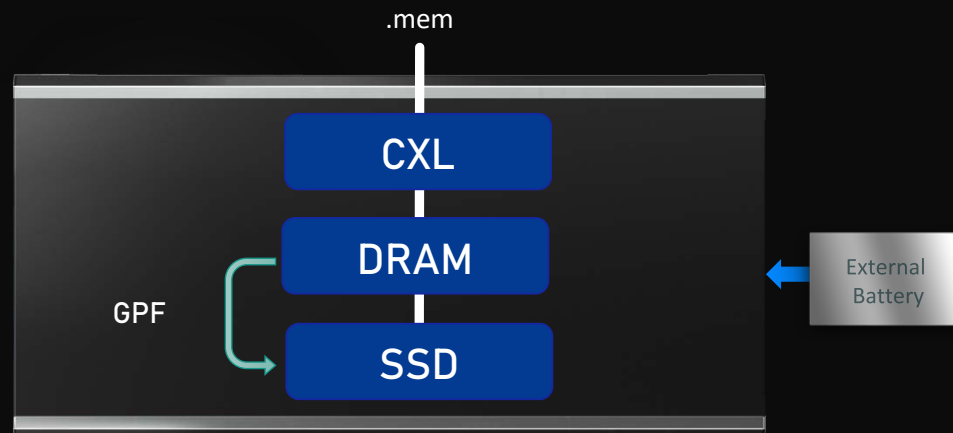 .mem
CXL
DRAM
GPF
SSD
External
Battery